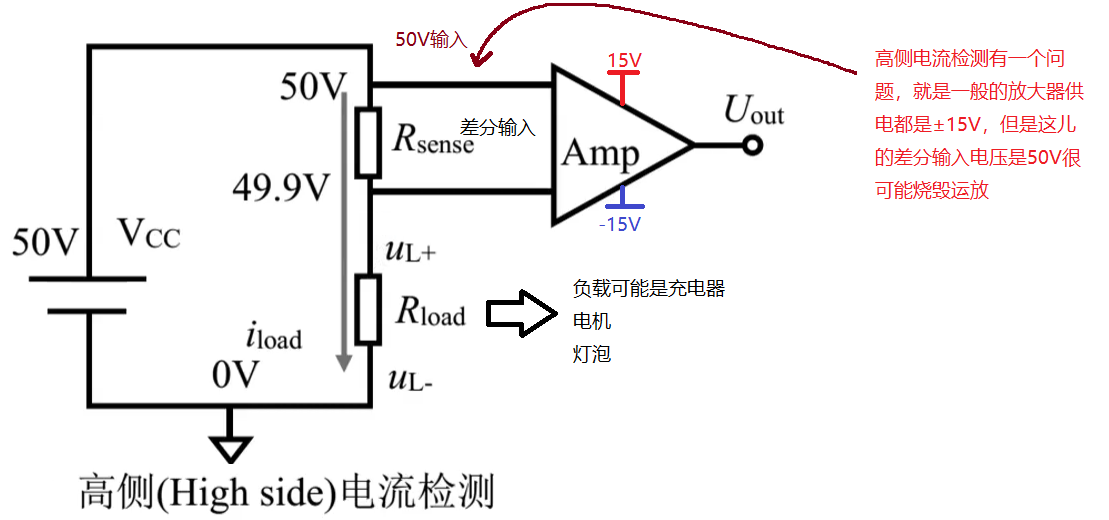 50V输入
15V
高侧电流检测有一个问
题，就是一般的放大器供
电都是±15V，但是这儿
的差分输入电压是50V很
可能烧毁运放
50V
Uout
Rsense
差分输入
Amp
49.9V
-15V
50V
VCC
uL+
负载可能是充电器
Rload
电机
iload
灯泡
0V
uL-
高侧(High side)电流检测